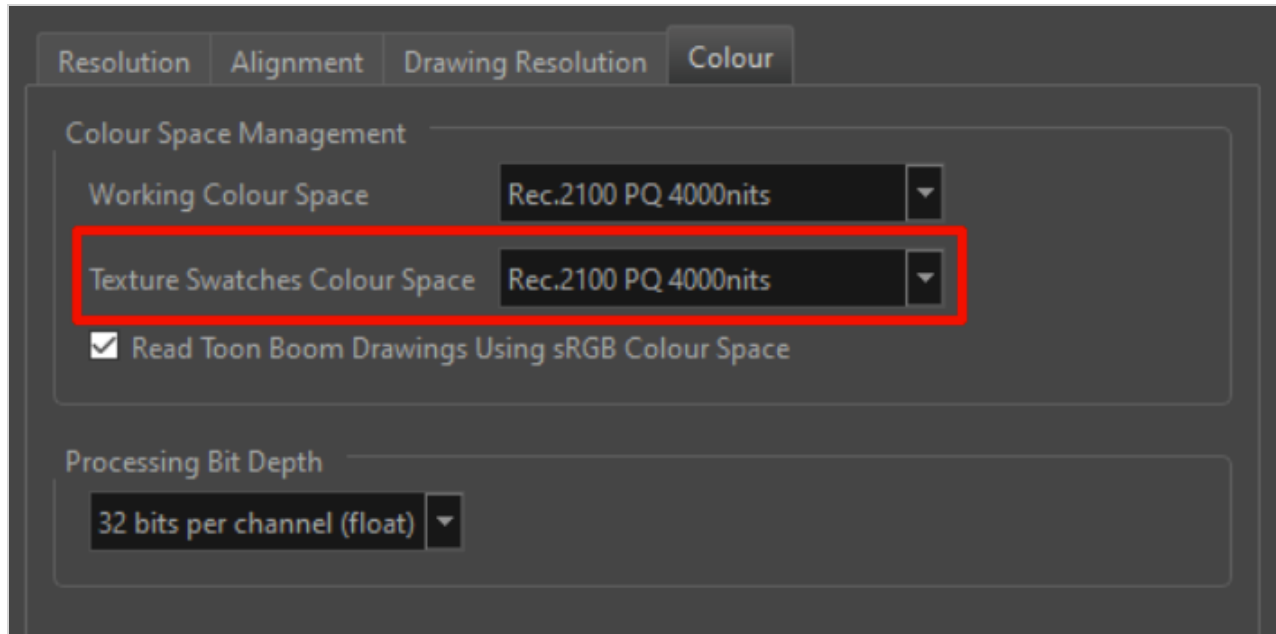 Resolution Alignment Drawing Resolution Colour
Colour Space Management
Working Colour Space Rec.2100 PQ 4000nits
Texture Swatches Colour Space Rec.2100 PQ 4000nits
Read Toon Boom Drawings Using sRGB Colour Space
Processing Bit Depth
32 bits per channel (float)